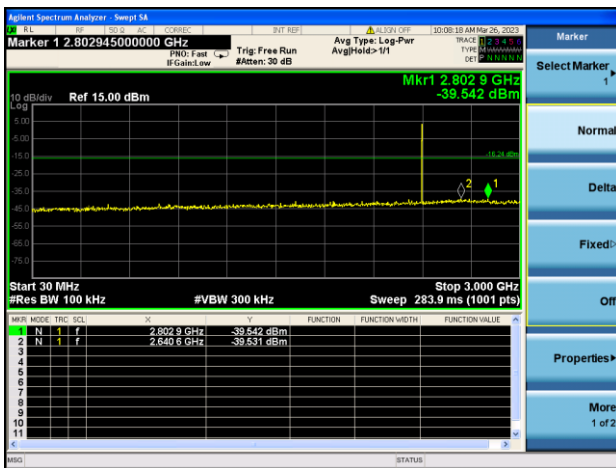 Agilent Spectrum Analyzer - Swept SA
RL RF 50 Ω AC CORREC INT REF ALIGN OFF 10:08:18 AM Mar 26, 2023
Marker 1 2.802945000000 GHz
PNO: Fast
IFGain:Low
Trig: Free Run
#Atten: 30 dB
Avg Type: Log-Pwr
Avg|Hold:>1/1
TRACE 1 2 3 4 5 6
TYPE
DET P N N N N N
Mkr1 2.802 9 GHz
-39.542 dBm
10 dB/div Ref 15.00 dBm
Log
5.00
-5.00
-15.0
-16.24 dBm
-25.0
2 1
-35.0
-45.0
-55.0
-65.0
-75.0
Start 30 MHz Stop 3.000 GHz
#Res BW 100 kHz #VBW 300 kHz Sweep 283.9 ms (1001 pts)
MKR MODE TRC SCL X Y FUNCTION FUNCTION WIDTH FUNCTION VALUE
1 N 1 f 2.802 9 GHz -39.542 dBm
2 N 1 f 2.640 6 GHz -39.531 dBm
3
4
5
6
7
8
9
10
11
MSG STATUS
Marker
Select Marker
1
Normal
Delta
Fixed
Off
Properties
More
1 of 2